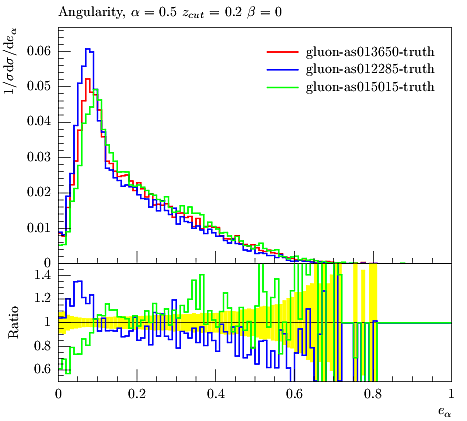 Angularity, α = 0.5 z_cut = 0.2 β = 0
1/σ dσ/de_α
gluon-as013650-truth
gluon-as012285-truth
gluon-as015015-truth
0.06
0.05
0.04
0.03
0.02
0.01
0
Ratio
1.4
1.2
1
0.8
0.6
0 0.2 0.4 0.6 0.8 1
e_α